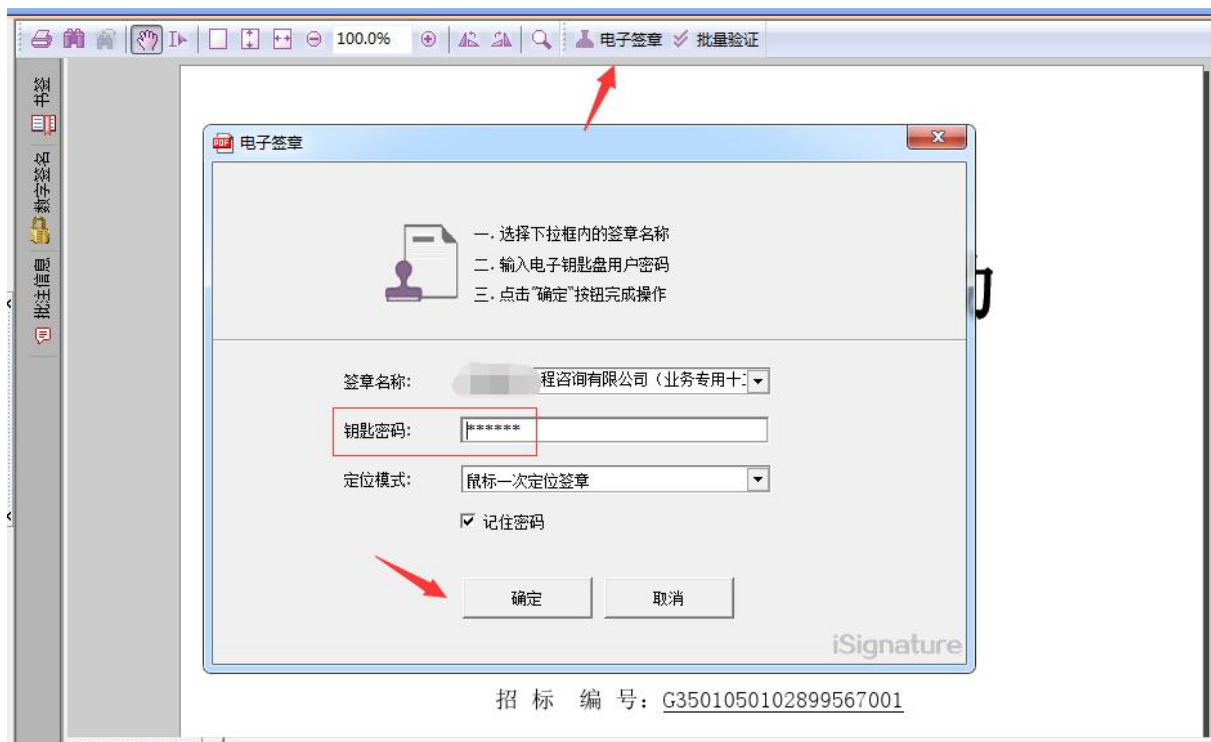 100.0%
电子签章
批量验证
书签
数字签名
批注信息
电子签章
一.选择下拉框内的签章名称
二.输入电子钥匙盘用户密码
三.点击"确定"按钮完成操作
签章名称: 程咨询有限公司（业务专用十二
钥匙密码: ******
定位模式: 鼠标一次定位签章
记住密码
确定 取消
iSignature
招 标 编 号：G3501050102899567001